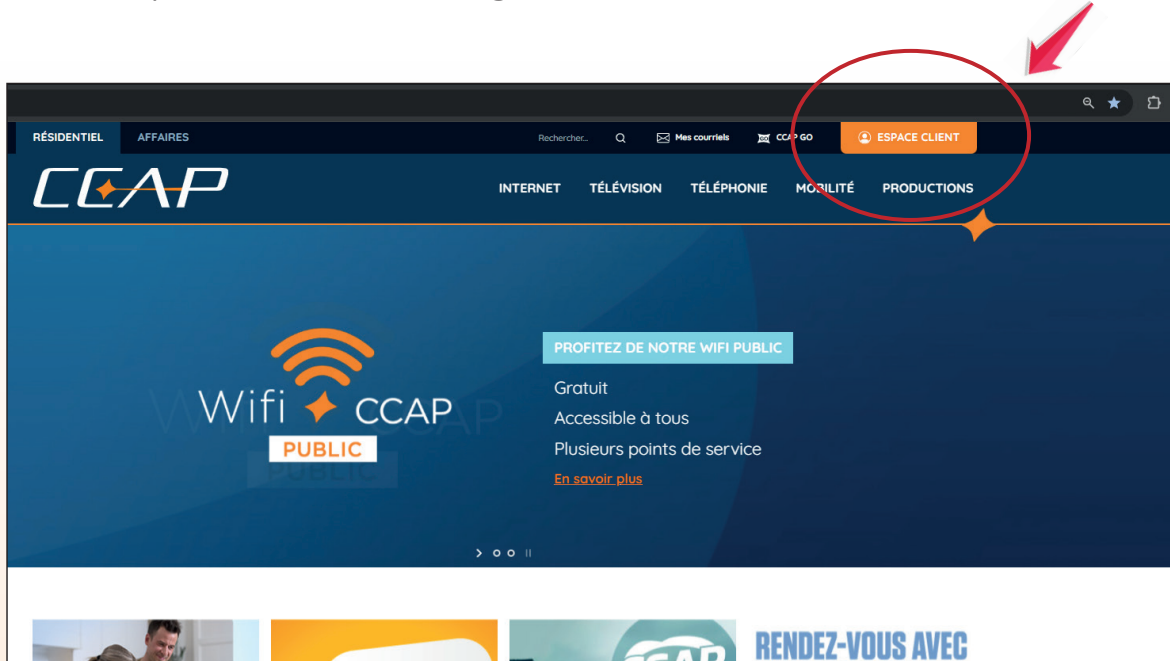 RÉSIDENTIEL AFFAIRES Rechercher... Mes courriels CCAP GO ESPACE CLIENT
CCAP INTERNET TÉLÉVISION TÉLÉPHONIE MOBILITÉ PRODUCTIONS
PROFITEZ DE NOTRE WIFI PUBLIC
Gratuit
Wifi CCAP
PUBLIC
Accessible à tous
Plusieurs points de service
En savoir plus
CCAP
RENDEZ-VOUS AVEC